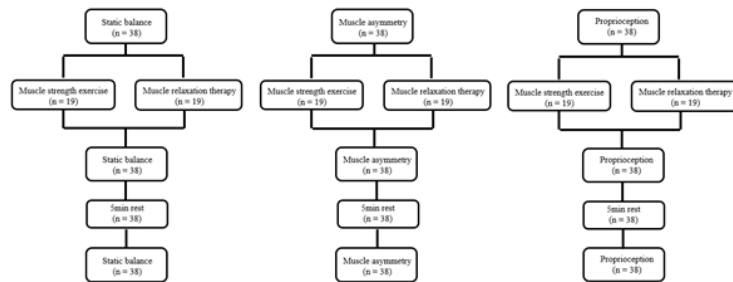 Static balance
(n = 38)
Muscle strength exercise
(n = 19)
Muscle relaxation therapy
(n = 19)
Static balance
(n = 38)
5min rest
(n = 38)
Static balance
(n = 38)
Muscle asymmetry
(n = 38)
Muscle strength exercise
(n = 19)
Muscle relaxation therapy
(n = 19)
Muscle asymmetry
(n = 38)
5min rest
(n = 38)
Muscle asymmetry
(n = 38)
Proprioception
(n = 38)
Muscle strength exercise
(n = 19)
Muscle relaxation therapy
(n = 19)
Proprioception
(n = 38)
5min rest
(n = 38)
Proprioception
(n = 38)